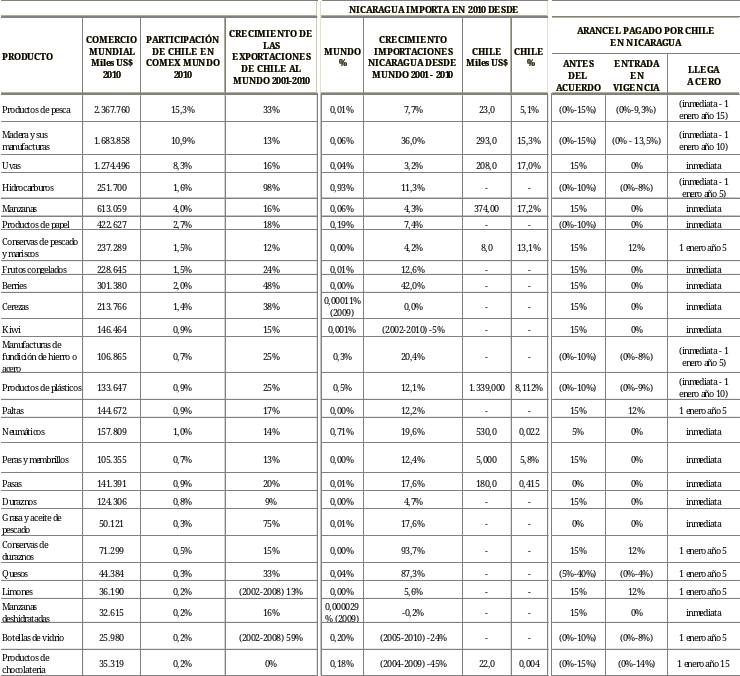 NICARAGUA IMPORTA EN 2010 DESDE
ARANCEL PAGADO POR CHILE EN NICARAGUA
PRODUCTO COMERCIO MUNDIAL Miles US$ 2010 PARTICIPACIÓN DE CHILE EN COMEX MUNDO 2010 CRECIMIENTO DE LAS EXPORTACIONES DE CHILE AL MUNDO 2001-2010 MUNDO % CRECIMIENTO IMPORTACIONES NICARAGUA DESDE MUNDO 2001 - 2010 CHILE Miles US$ CHILE % ANTES DEL ACUERDO ENTRADA EN VIGENCIA LLEGA A CERO
Productos de pesca 2.367.760 15,3% 33% 0,01% 7,7% 23,0 5,1% (0%-15%) (0%-9,3%) (inmediata - 1 enero año 15)
Madera y sus manufacturas 1.683.858 10,9% 13% 0,06% 36,0% 293,0 15,3% (0%-15%) (0% - 13,5%) (inmediata - 1 enero año 10)
Uvas 1.274.496 8,3% 16% 0,04% 3,2% 208,0 17,0% 15% 0% inmediata
Hidrocarburos 251.700 1,6% 98% 0,93% 11,3% - - (0%-10%) (0%-8%) (inmediata - 1 enero año 5)
Manzanas 613.059 4,0% 16% 0,06% 4,3% 374,00 17,2% 15% 0% inmediata
Productos de papel 422.627 2,7% 18% 0,19% 7,4% - - (0%-10%) 0% inmediata
Conservas de pescado y mariscos 237.289 1,5% 12% 0,00% 4,2% 8,0 13,1% 15% 12% 1 enero año 5
Frutos congelados 228.645 1,5% 24% 0,01% 12,6% - - 15% 0% inmediata
Berries 301.380 2,0% 48% 0,00% 42,0% - - 15% 0% inmediata
Cerezas 213.766 1,4% 38% 0,00011% (2009) 0,0% - - 15% 0% inmediata
Kiwi 146.464 0,9% 15% 0,001% (2002-2010) -5% - - 15% 0% inmediata
Manufacturas de fundición de hierro o acero 106.865 0,7% 25% 0,3% 20,4% - - (0%-10%) (0%-8%) (inmediata - 1 enero año 5)
Productos de plásticos 133.647 0,9% 25% 0,5% 12,1% 1.339,000 8,112% (0%-10%) (0%-9%) (inmediata - 1 enero año 10)
Paltas 144.672 0,9% 17% 0,00% 12,2% - - 15% 12% 1 enero año 5
Neumáticos 157.809 1,0% 14% 0,71% 19,6% 530,0 0,022 5% 0% inmediata
Peras y membrillos 105.355 0,7% 13% 0,00% 12,4% 5,000 5,8% 15% 0% inmediata
Pasas 141.391 0,9% 20% 0,01% 17,6% 180,0 0,415 0% 0% inmediata
Duraznos 124.306 0,8% 9% 0,00% 4,7% - - 15% 0% inmediata
Grasa y aceite de pescado 50.121 0,3% 75% 0,01% 17,6% - - 0% 0% inmediata
Conservas de duraznos 71.299 0,5% 15% 0,00% 93,7% - - 15% 12% 1 enero año 5
Quesos 44.384 0,3% 33% 0,04% 87,3% - - (5%-40%) (0%-4%) 1 enero año 5
Limones 36.190 0,2% (2002-2008) 13% 0,00% 5,6% - - 15% 12% 1 enero año 5
Manzanas deshidratadas 32.615 0,2% 16% 0,000029 % (2009) -0,2% - - 15% 0% inmediata
Botellas de vidrio 25.980 0,2% (2002-2008) 59% 0,20% (2005-2010) -24% - - (0%-10%) (0%-8%) 1 enero año 5
Productos de chocolatería 35.319 0,2% 0% 0,18% (2004-2009) -45% 22,0 0,004 (0%-15%) (0%-14%) 1 enero año 15